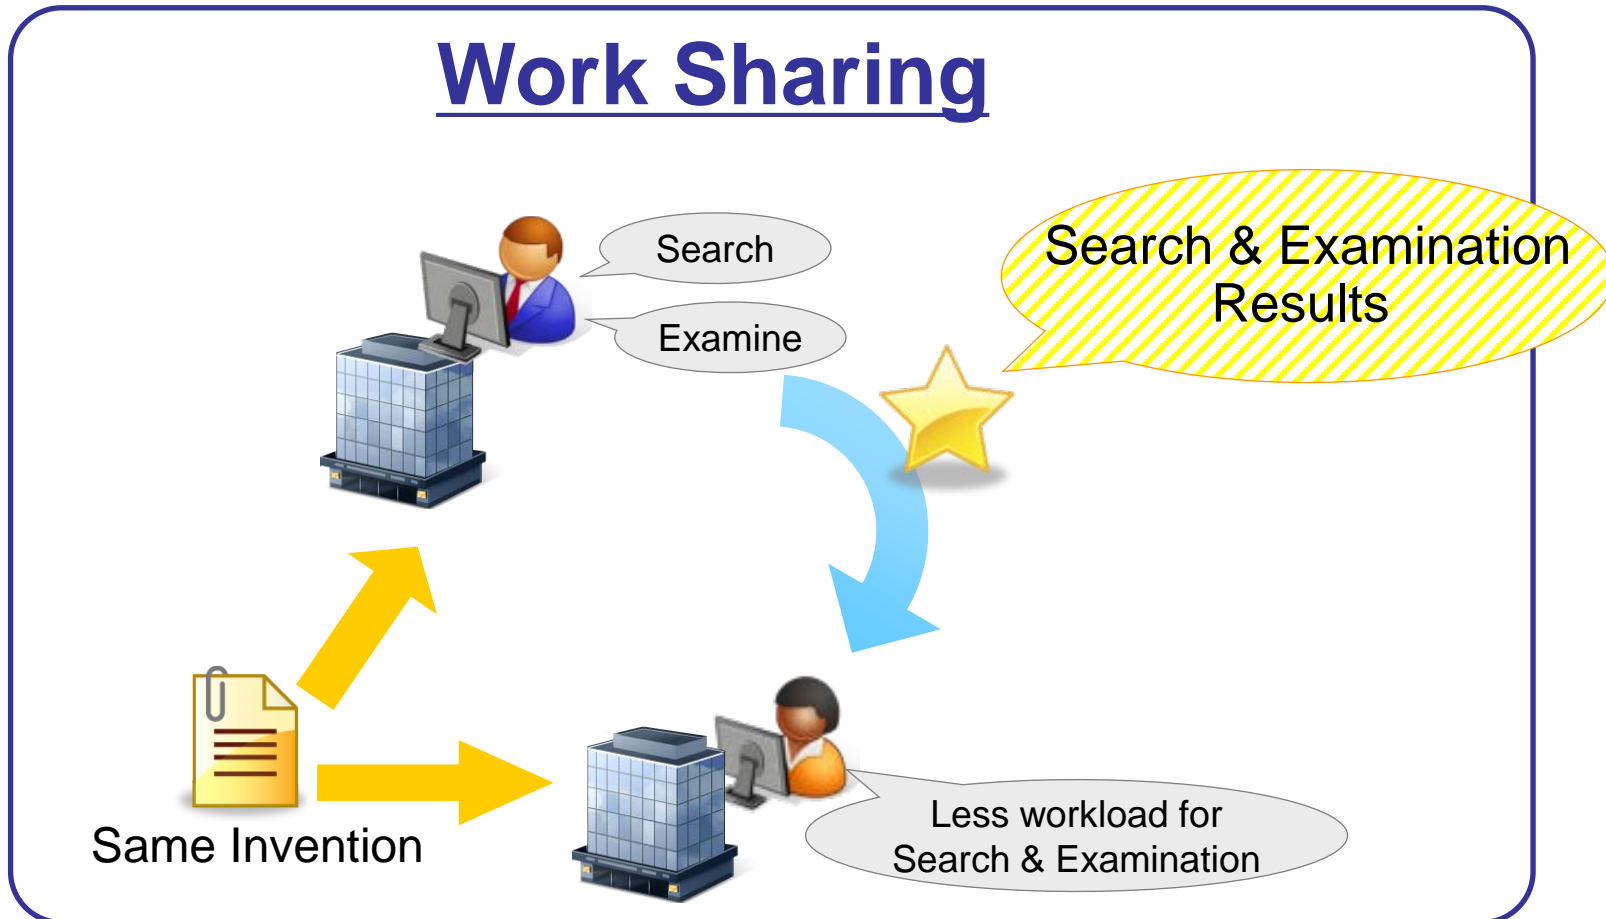 Work Sharing
Search
Search & Examination
Results
Examine
Same Invention
Less workload for
Search & Examination